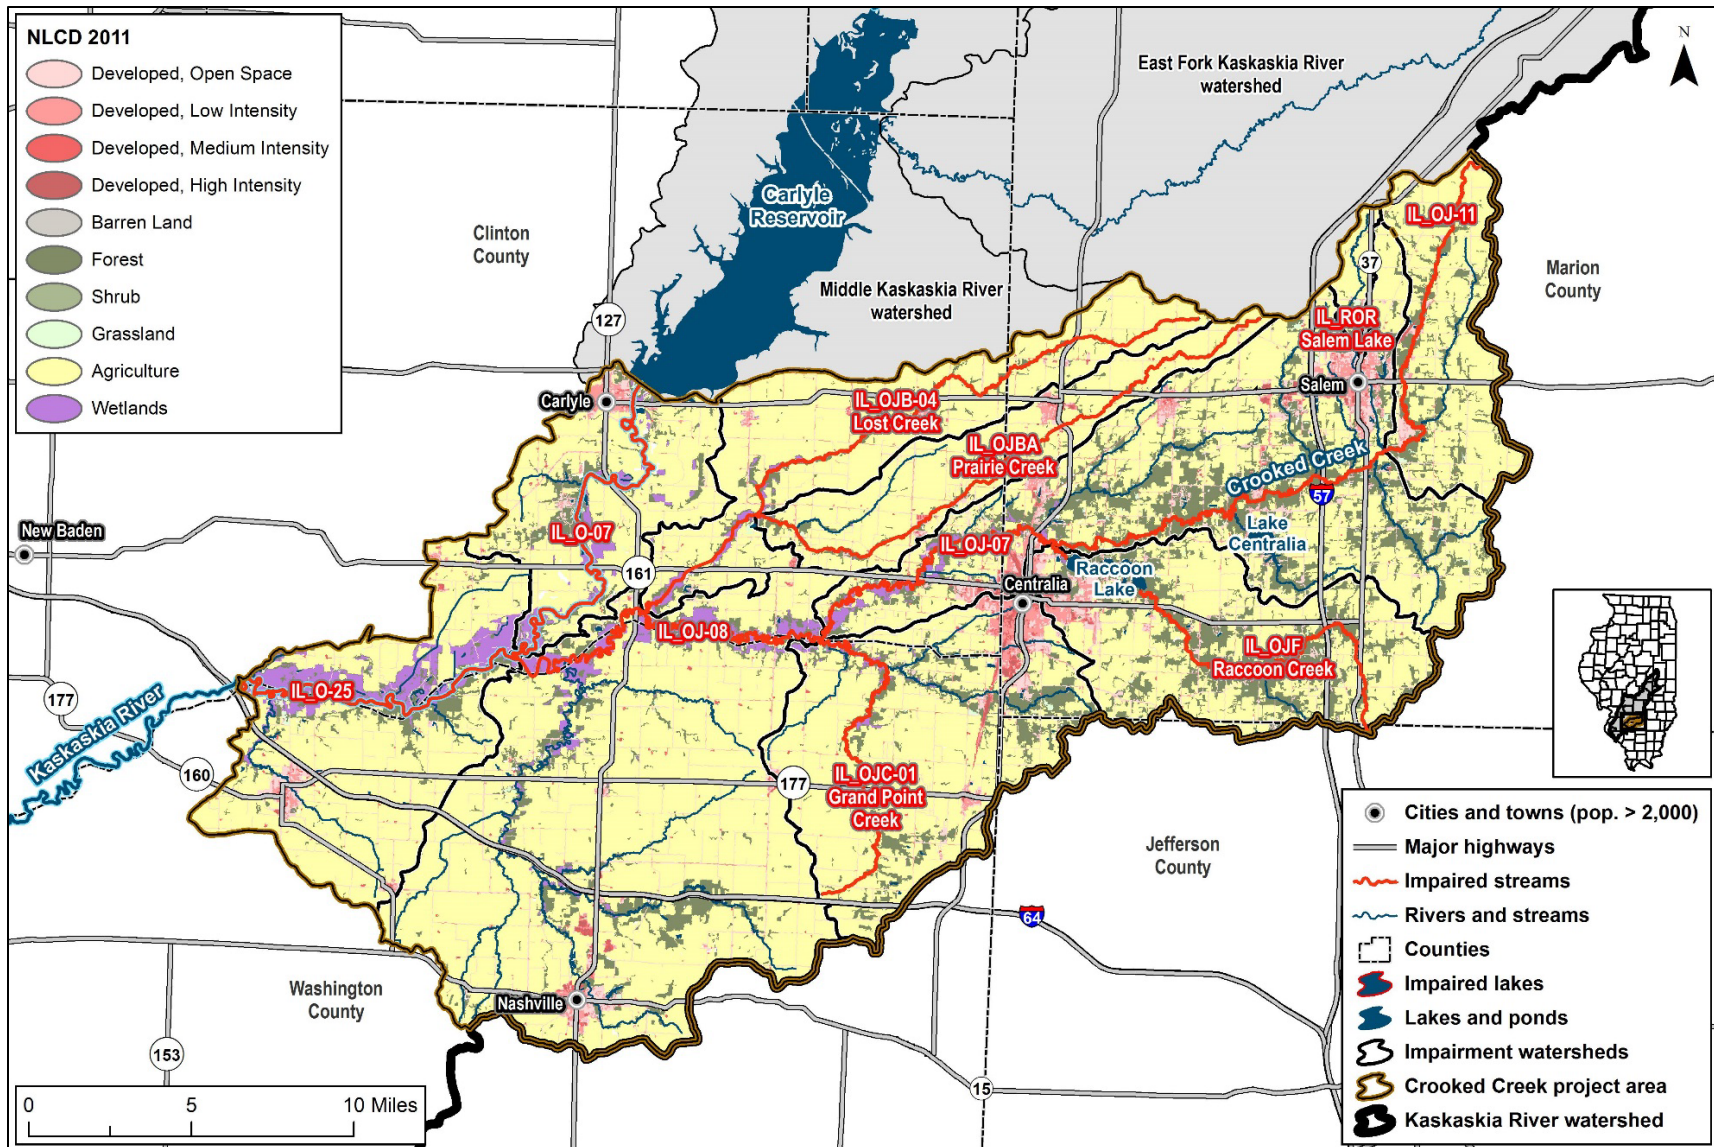 NLCD 2011
Developed, Open Space
Developed, Low Intensity
Developed, Medium Intensity
Developed, High Intensity
Barren Land
Forest
Shrub
Grassland
Agriculture
Wetlands
East Fork Kaskaskia River
watershed
N
Carlyle
Reservoir
Clinton
County
IL_OJ-11
37
Marion
County
Middle Kaskaskia River
watershed
127
IL_ROR
Salem Lake
Salem
Carlyle
IL_OJB-04
Lost Creek
IL_OJBA
Prairie Creek
Crooked Creek
57
New Baden
IL_O-07
IL_OJ-07
Lake
Centralia
161
Centralia
Raccoon
Lake
IL_OJ-08
IL_OJF
Raccoon Creek
IL_O-25
177
Kaskaskia River
160
177
IL_OJC-01
Grand Point
Creek
Jefferson
County
64
Washington
County
Nashville
153
15
0 5 10 Miles
Cities and towns (pop. > 2,000)
Major highways
Impaired streams
Rivers and streams
Counties
Impaired lakes
Lakes and ponds
Impairment watersheds
Crooked Creek project area
Kaskaskia River watershed